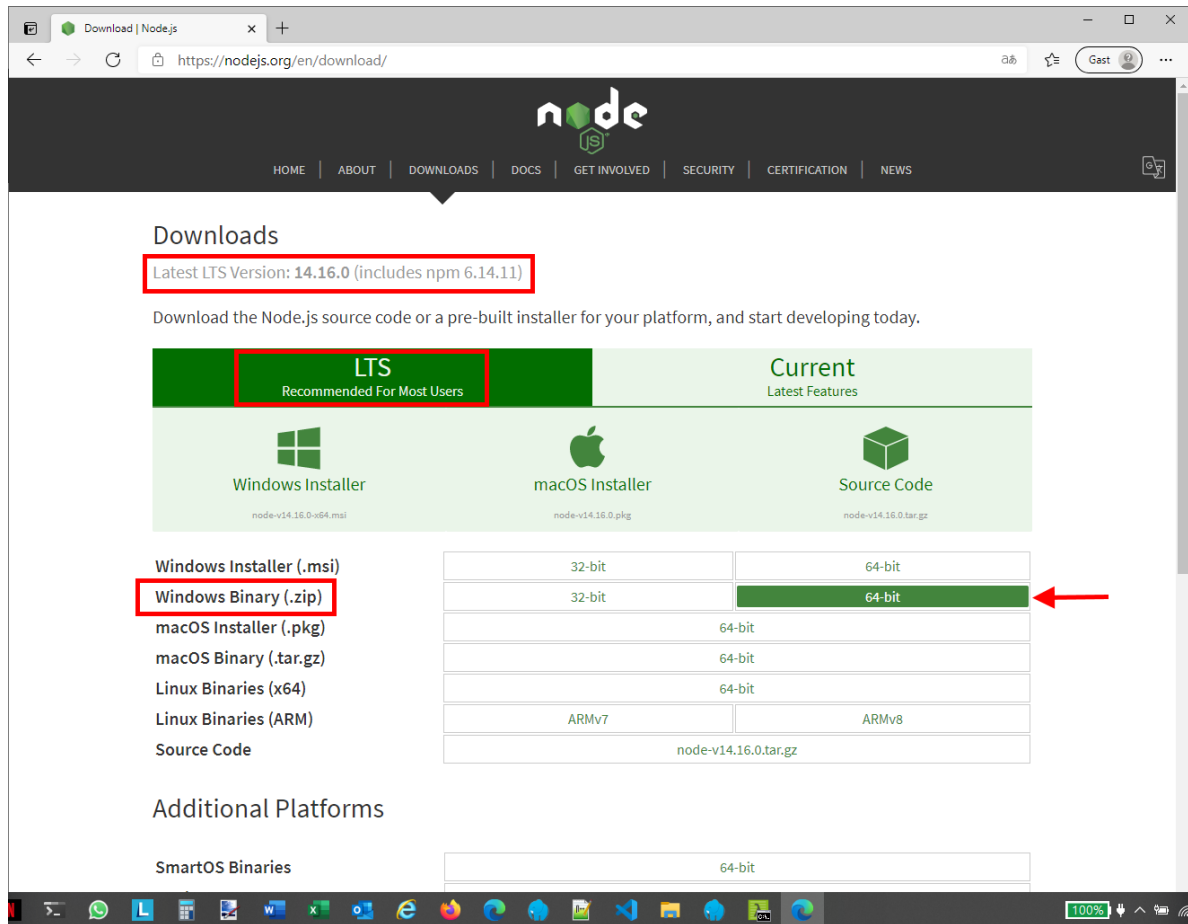 Download | Node.js
https://nodejs.org/en/download/
aあ
Gast
node
JS
HOME | ABOUT | DOWNLOADS | DOCS | GET INVOLVED | SECURITY | CERTIFICATION | NEWS
Downloads
Latest LTS Version: 14.16.0 (includes npm 6.14.11)
Download the Node.js source code or a pre-built installer for your platform, and start developing today.
LTS
Recommended For Most Users
Current
Latest Features
Windows Installer
node-v14.16.0-x64.msi
macOS Installer
node-v14.16.0.pkg
Source Code
node-v14.16.0.tar.gz
Windows Installer (.msi) 32-bit 64-bit
Windows Binary (.zip) 32-bit 64-bit
macOS Installer (.pkg) 64-bit
macOS Binary (.tar.gz) 64-bit
Linux Binaries (x64) 64-bit
Linux Binaries (ARM) ARMv7 ARMv8
Source Code node-v14.16.0.tar.gz
Additional Platforms
SmartOS Binaries 64-bit
100%